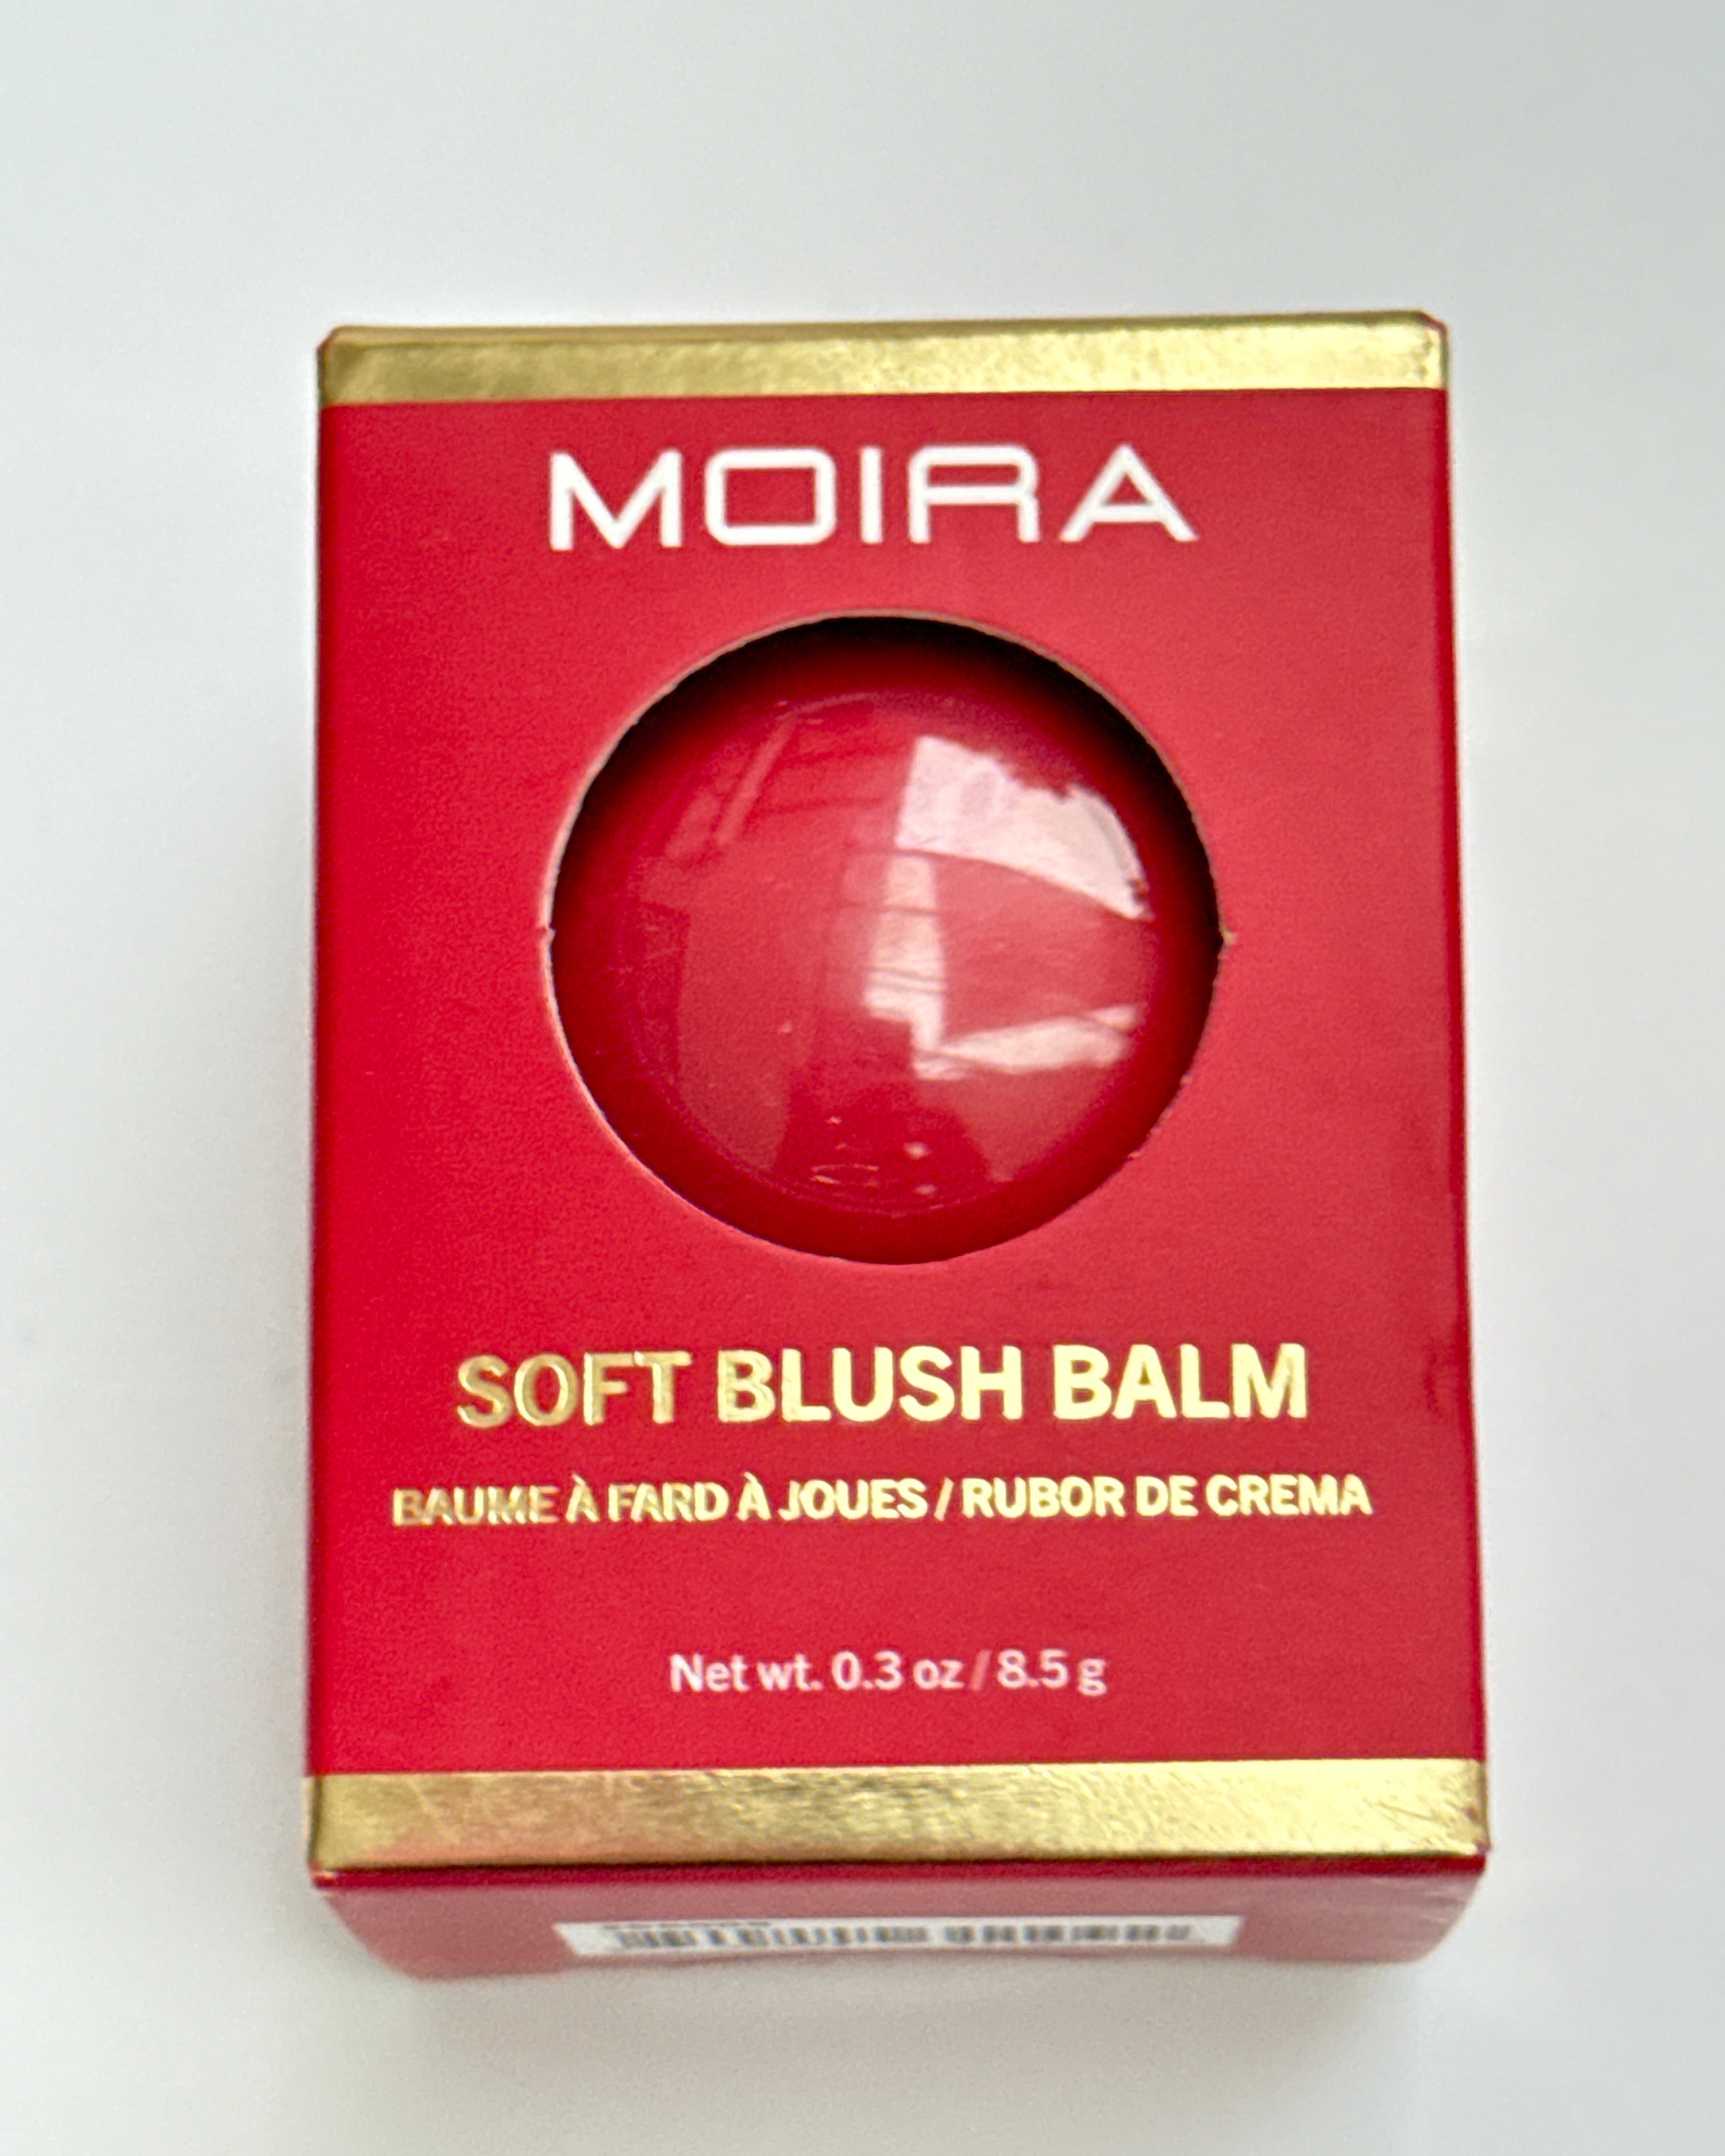 MOIRA
SOFT BLUSH BALM
BAUME À FARD À JOUES / RUBOR DE CREMA
Net wt. 0.3 oz / 8.5 g